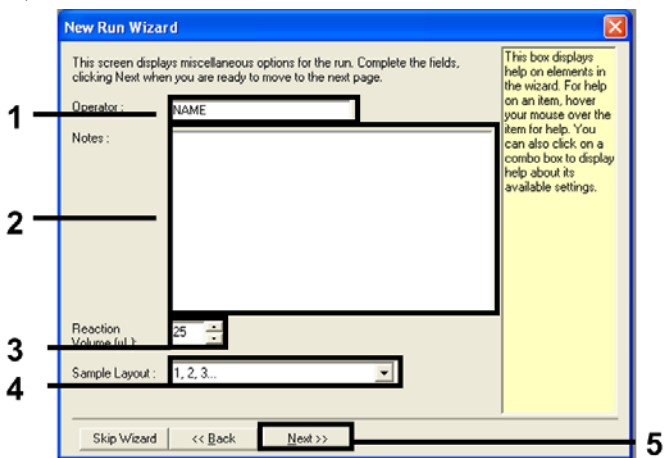 New Run Wizard
This screen displays miscellaneous options for the run. Complete the fields,
clicking Next when you are ready to move to the next page.
This box displays
help on elements in
the wizard. For help
on an item, hover
your mouse over the
item for help. You
can also click on a
combo box to display
help about its
available settings.
1
Operator :
NAME
2
Notes :
3
Reaction
Volume (µL):
25
4
Sample Layout :
1, 2, 3...
Skip Wizard
<< Back
Next >>
5